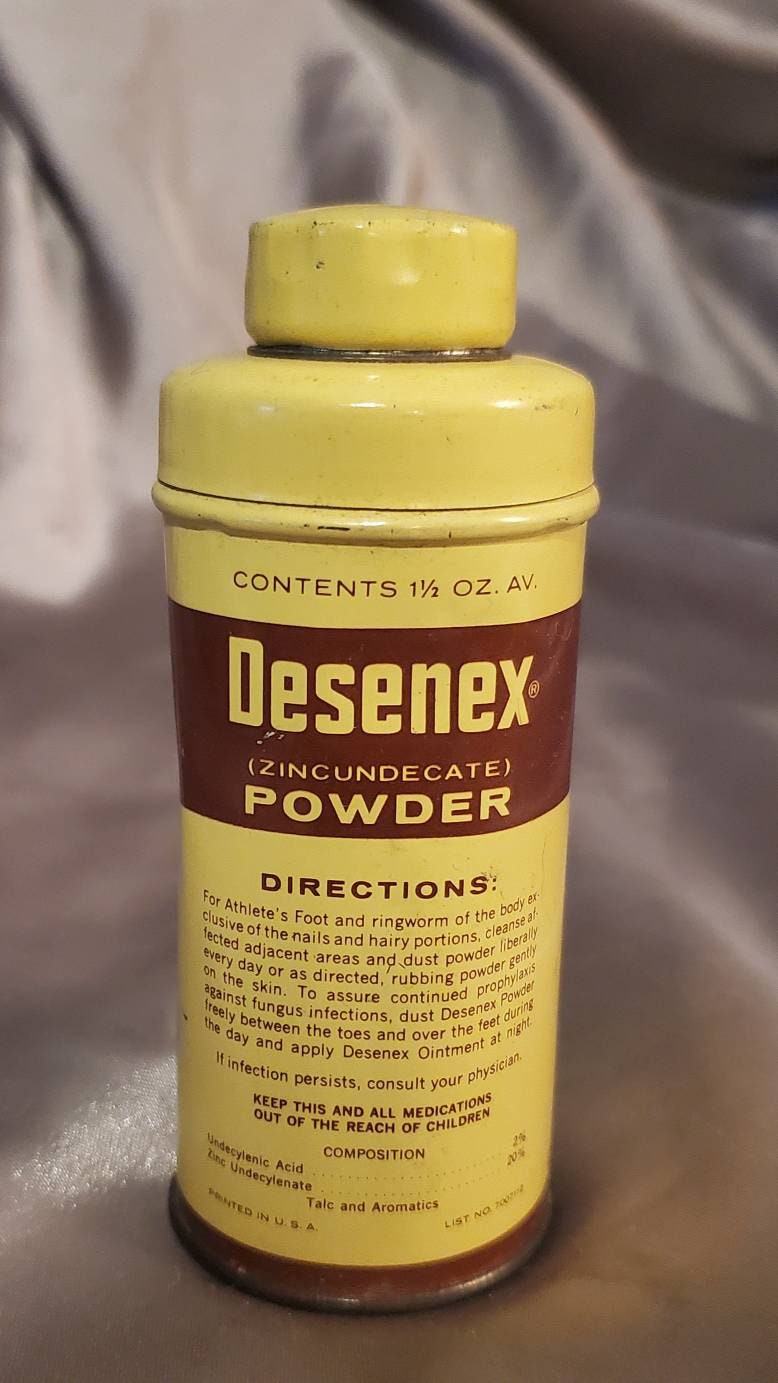 CONTENTS 1½ OZ. AV.
Desenex®
(ZINCUNDECATE)
POWDER
DIRECTIONS:
For Athlete's Foot and ringworm of the body ex-
clusive of the nails and hairy portions, cleanse af-
fected adjacent areas and dust powder liberally
every day or as directed, rubbing powder gently
on the skin. To assure continued prophylaxis
against fungus infections, dust Desenex Powder
freely between the toes and over the feet during
the day and apply Desenex Ointment at night.
If infection persists, consult your physician.
KEEP THIS AND ALL MEDICATIONS
OUT OF THE REACH OF CHILDREN
COMPOSITION
Undecylenic Acid . . . . . . . . . . . . . . . . . . . . 2%
Zinc Undecylenate . . . . . . . . . . . . . . . . . . . 20%
Talc and Aromatics
PRINTED IN U.S.A.
LIST NO.